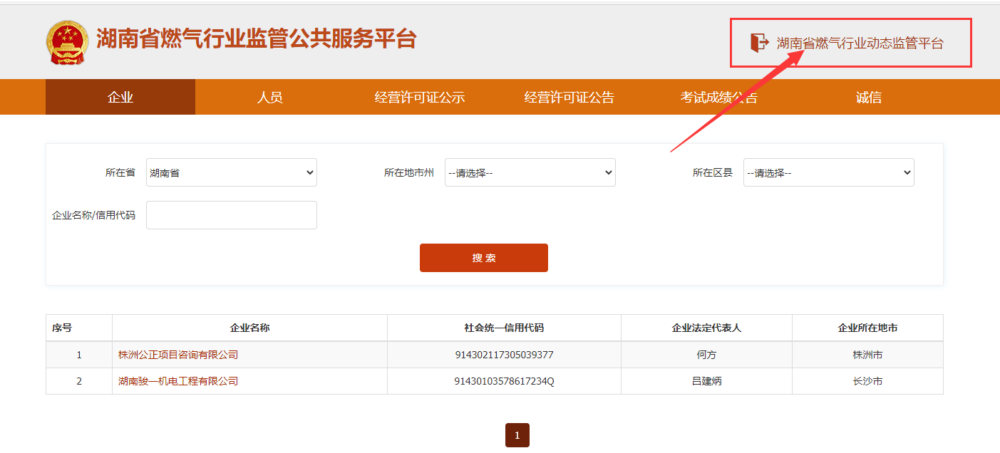 湖南省燃气行业监管公共服务平台
湖南省燃气行业动态监管平台
企业 人员 经营许可证公示 经营许可证公告 考试成绩公告 诚信
所在省 湖南省 所在地市州 --请选择-- 所在区县 --请选择--
企业名称/信用代码
搜 索
序号 企业名称 社会统一信用代码 企业法定代表人 企业所在地市
1 株洲公正项目咨询有限公司 914302117305039377 何方 株洲市
2 湖南骏一机电工程有限公司 91430103578617234Q 吕建炳 长沙市
1